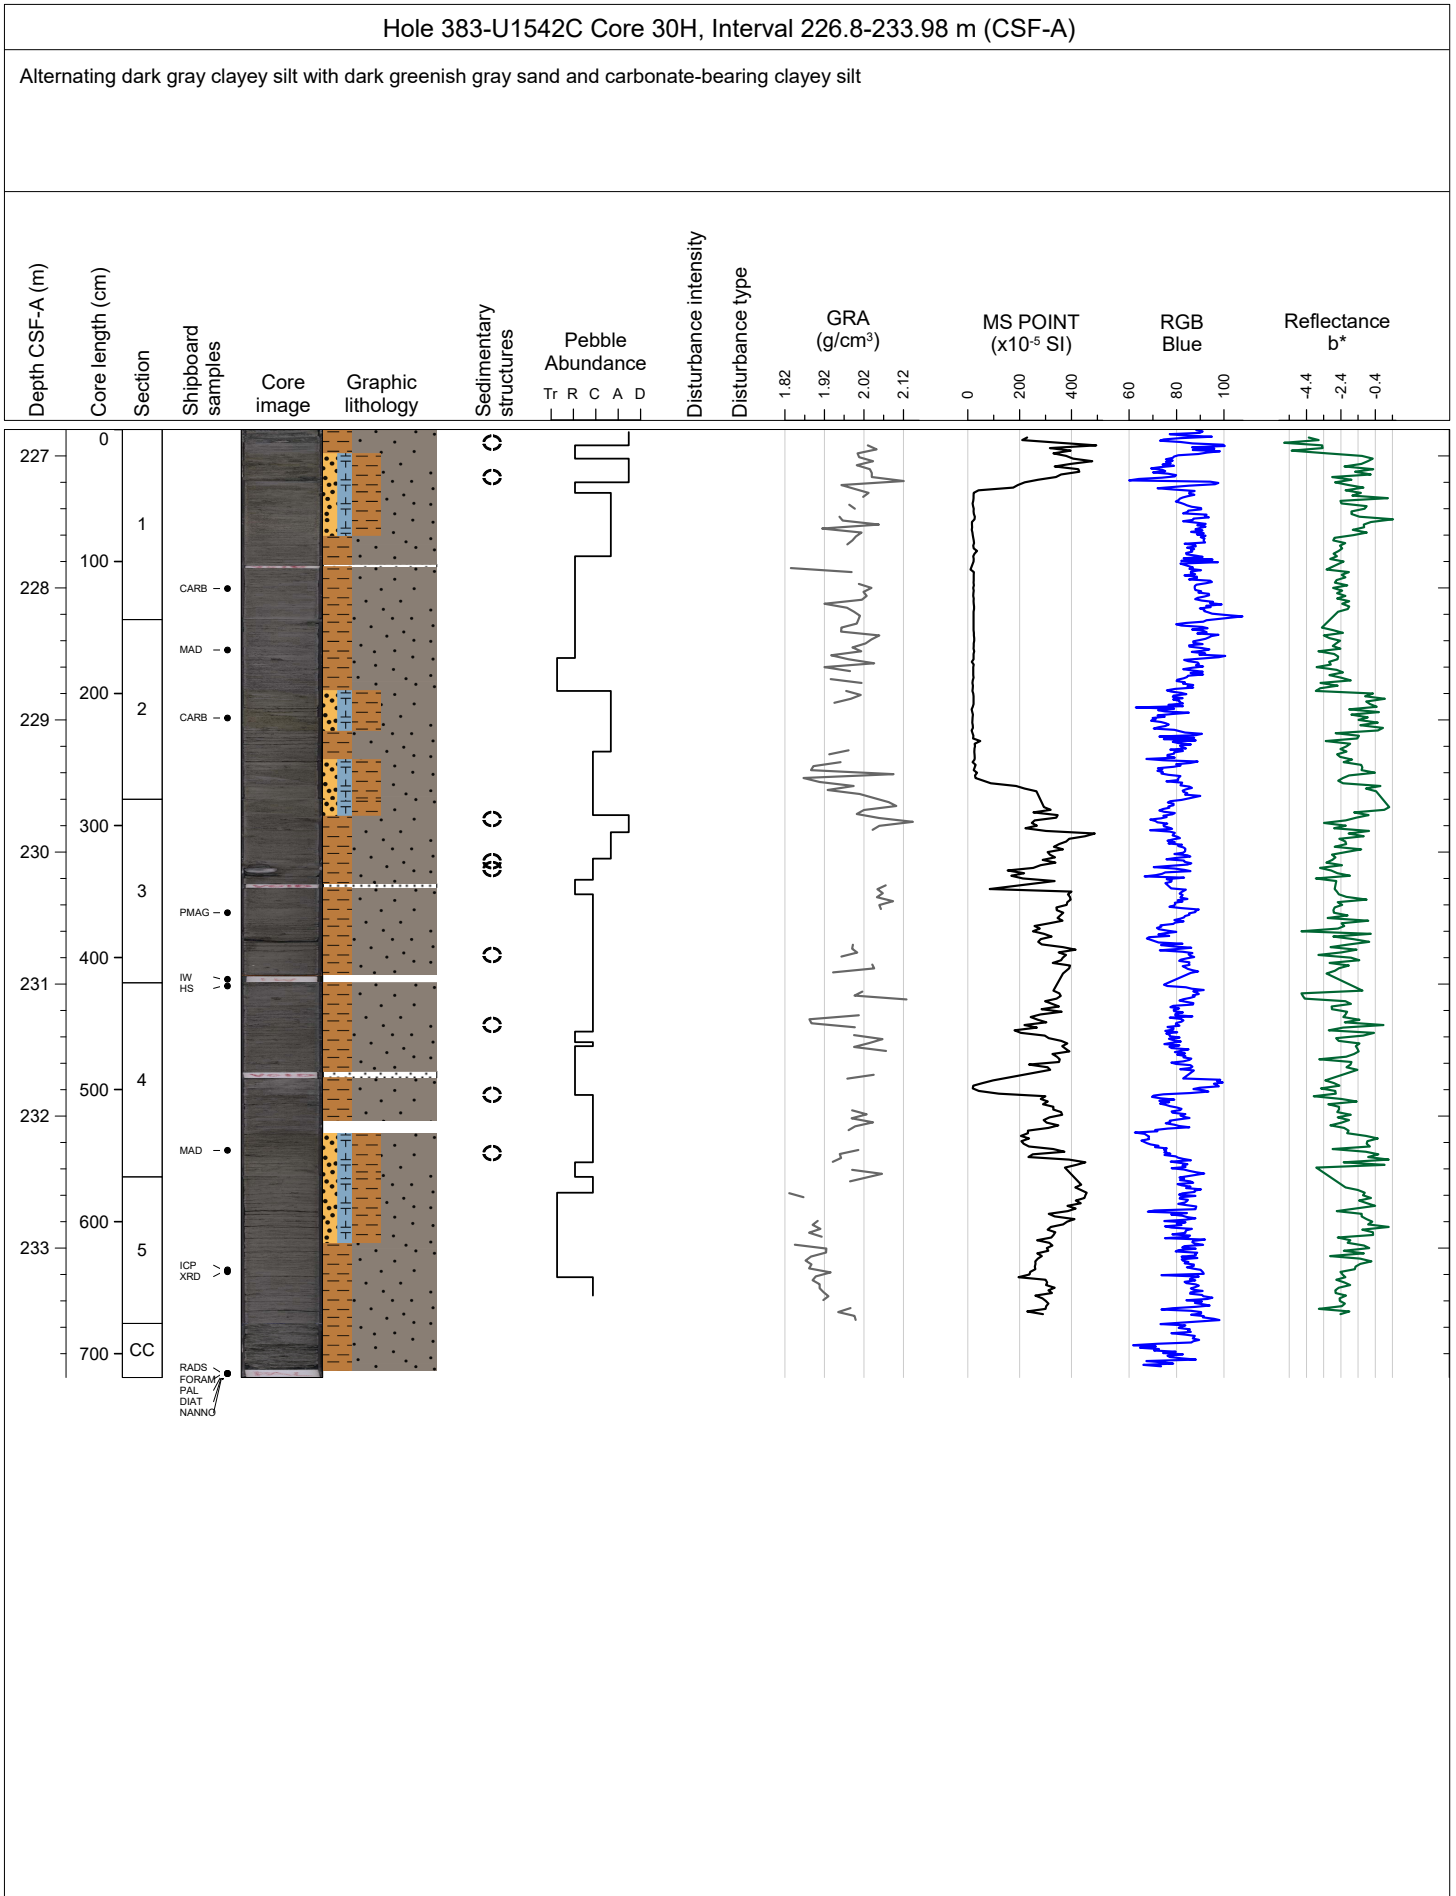 Hole 383-U1542C Core 30H, Interval 226.8-233.98 m (CSF-A)
Alternating dark gray clayey silt with dark greenish gray sand and carbonate-bearing clayey silt
Depth CSF-A (m)
Core length (cm)
Section
Shipboard
samples
Core
image
Graphic
lithology
Sedimentary
structures
Pebble
Abundance
Tr R C A D
Disturbance intensity
Disturbance type
GRA
(g/cm³)
1.82 1.92 2.02 2.12
MS POINT
(x10⁻⁵ SI)
0 200 400
RGB
Blue
60 80 100
Reflectance
b*
-4.4 -2.4 -0.4
227
228
229
230
231
232
233
0
100
200
300
400
500
600
700
1
2
3
4
5
CC
CARB
MAD
CARB
PMAG
IW
HS
MAD
ICP
XRD
RADS
FORAM
PAL
DIAT
NANNO